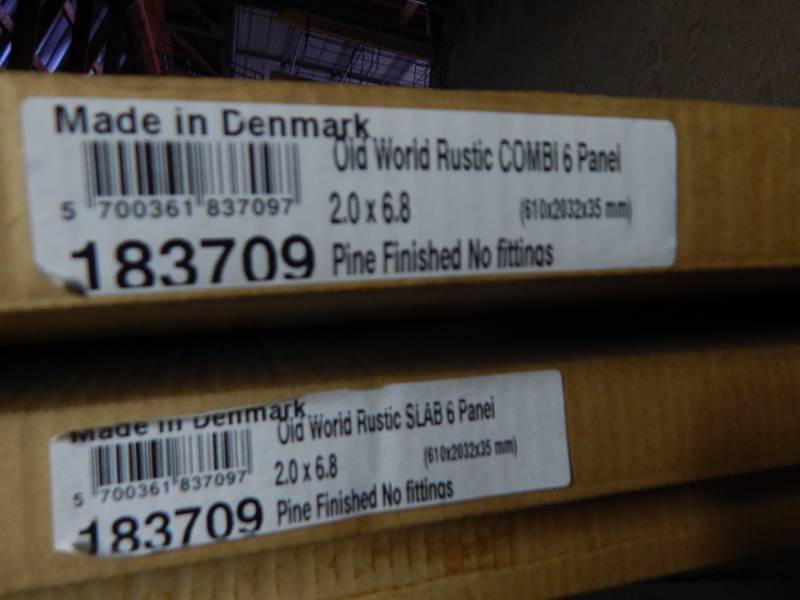 Made in Denmark
Old World Rustic COMBI 6 Panel
5 700361 837097
2.0 x 6.8 (610x2032x35 mm)
183709
Pine Finished No fittings
Made in Denmark
Old World Rustic SLAB 6 Panel
5 700361 837097
2.0 x 6.8 (610x2032x35 mm)
183709
Pine Finished No fittings